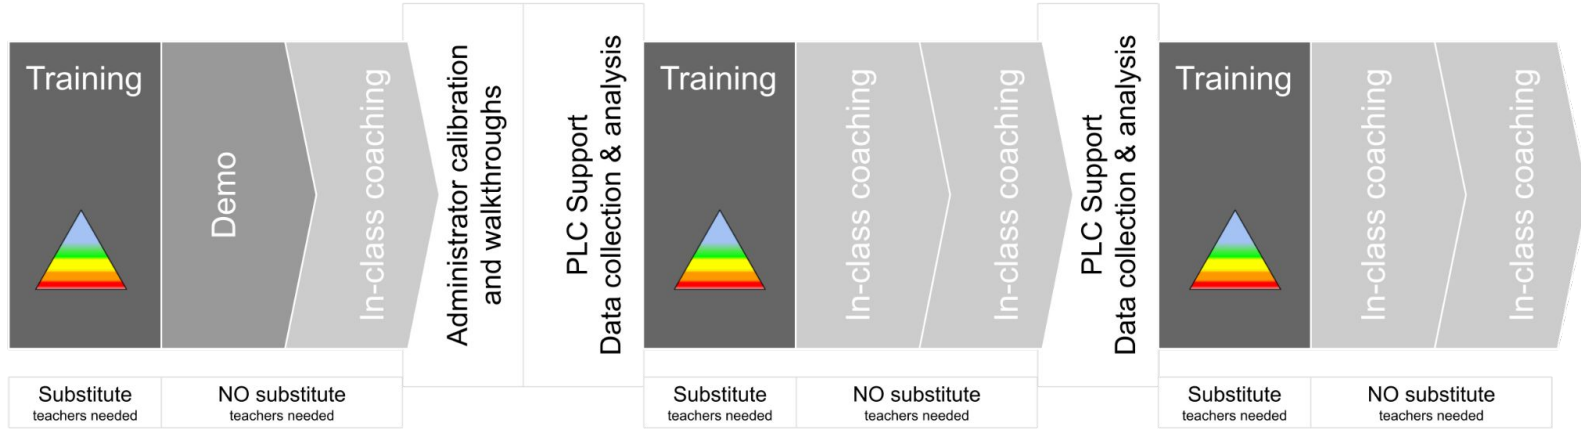 Training
Demo
In-class coaching
Administrator calibration
and walkthroughs
PLC Support
Data collection & analysis
Training
In-class coaching
In-class coaching
PLC Support
Data collection & analysis
Training
In-class coaching
In-class coaching
Substitute
teachers needed
NO substitute
teachers needed
Substitute
teachers needed
NO substitute
teachers needed
Substitute
teachers needed
NO substitute
teachers needed